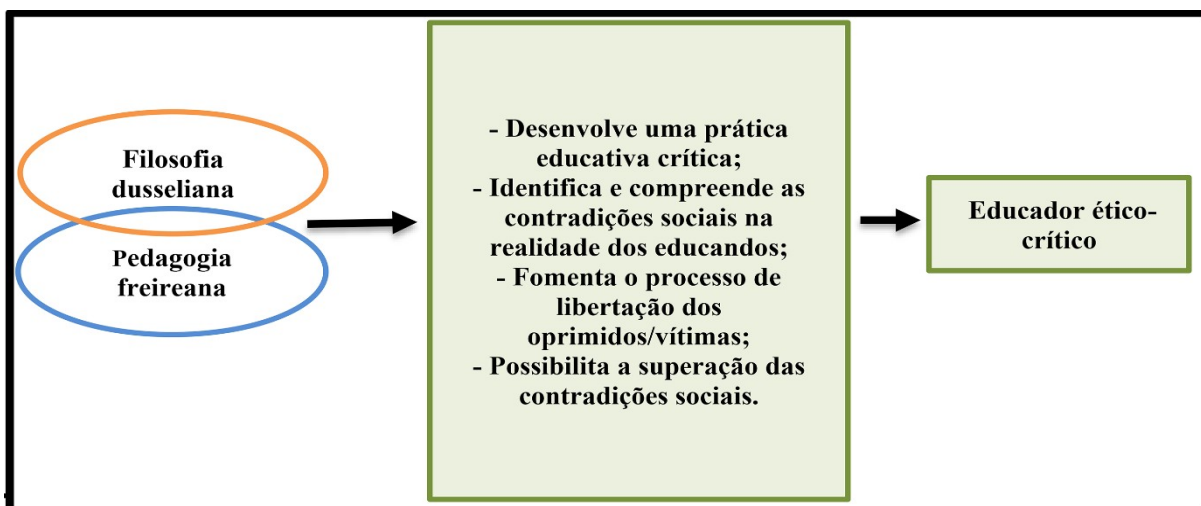 Filosofia
dusseliana
Pedagogia
freireana
- Desenvolve uma prática
educativa crítica;
- Identifica e compreende as
contradições sociais na
realidade dos educandos;
- Fomenta o processo de
libertação dos
oprimidos/vítimas;
- Possibilita a superação das
contradições sociais.
Educador ético-
crítico